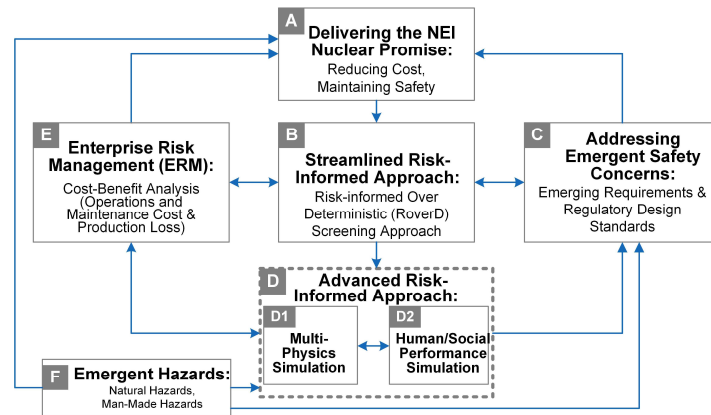 A
Delivering the NEI
Nuclear Promise:
Reducing Cost,
Maintaining Safety
E
Enterprise Risk
Management (ERM):
Cost-Benefit Analysis
(Operations and
Maintenance Cost &
Production Loss)
B
Streamlined Risk-
Informed Approach:
Risk-informed Over
Deterministic (RoverD)
Screening Approach
C
Addressing
Emergent Safety
Concerns:
Emerging Requirements &
Regulatory Design
Standards
D
Advanced Risk-
Informed Approach:
D1
Multi-
Physics
Simulation
D2
Human/Social
Performance
Simulation
F
Emergent Hazards:
Natural Hazards,
Man-Made Hazards